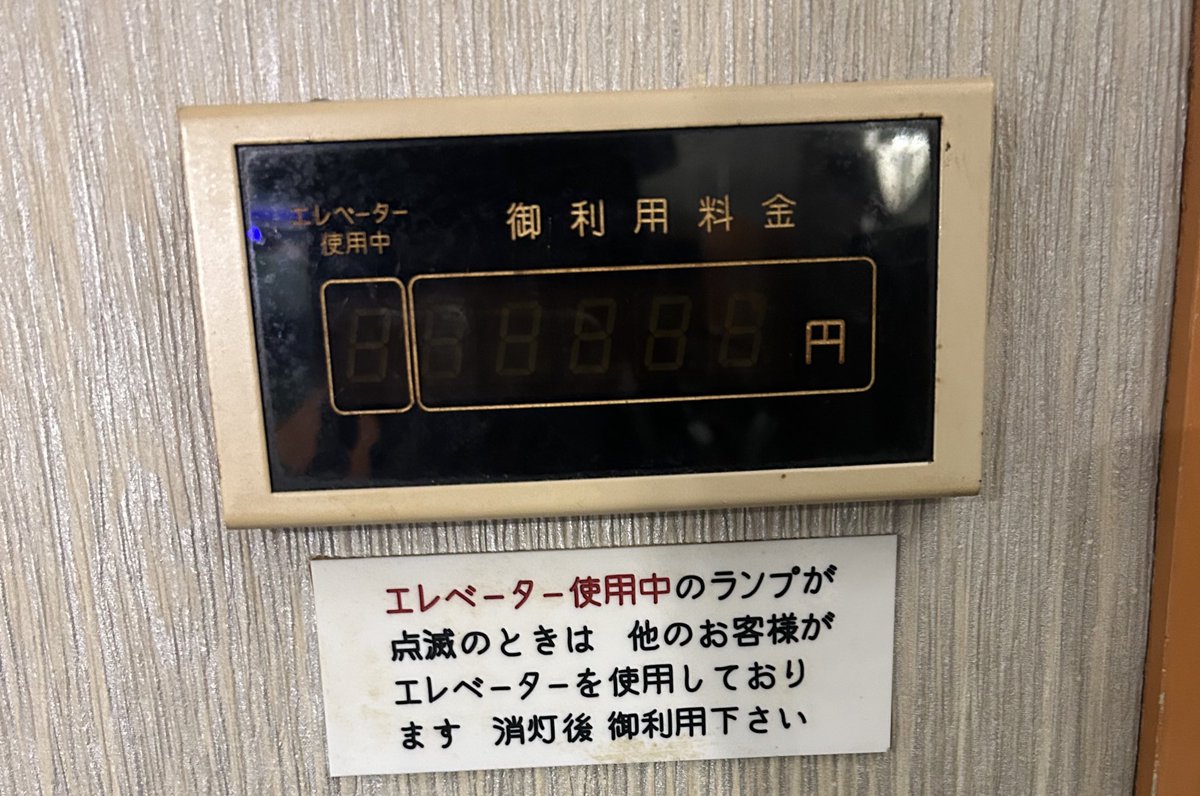 エレベーター
使用中
御利用料金
円
エレベーター使用中のランプが
点滅のときは 他のお客様が
エレベーターを使用しており
ます 消灯後 御利用下さい